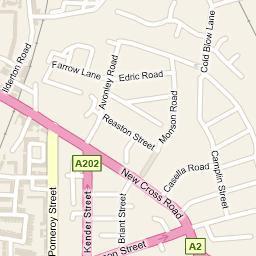 Ilderton Road
Farrow Lane
Avonley Road
Edric Road
Cold Blow Lane
Monson Road
Reaston Street
A202
New Cross Road
Casella Road
Camplin Street
Pomeroy Street
Kender Street
Briant Street
Street
A2